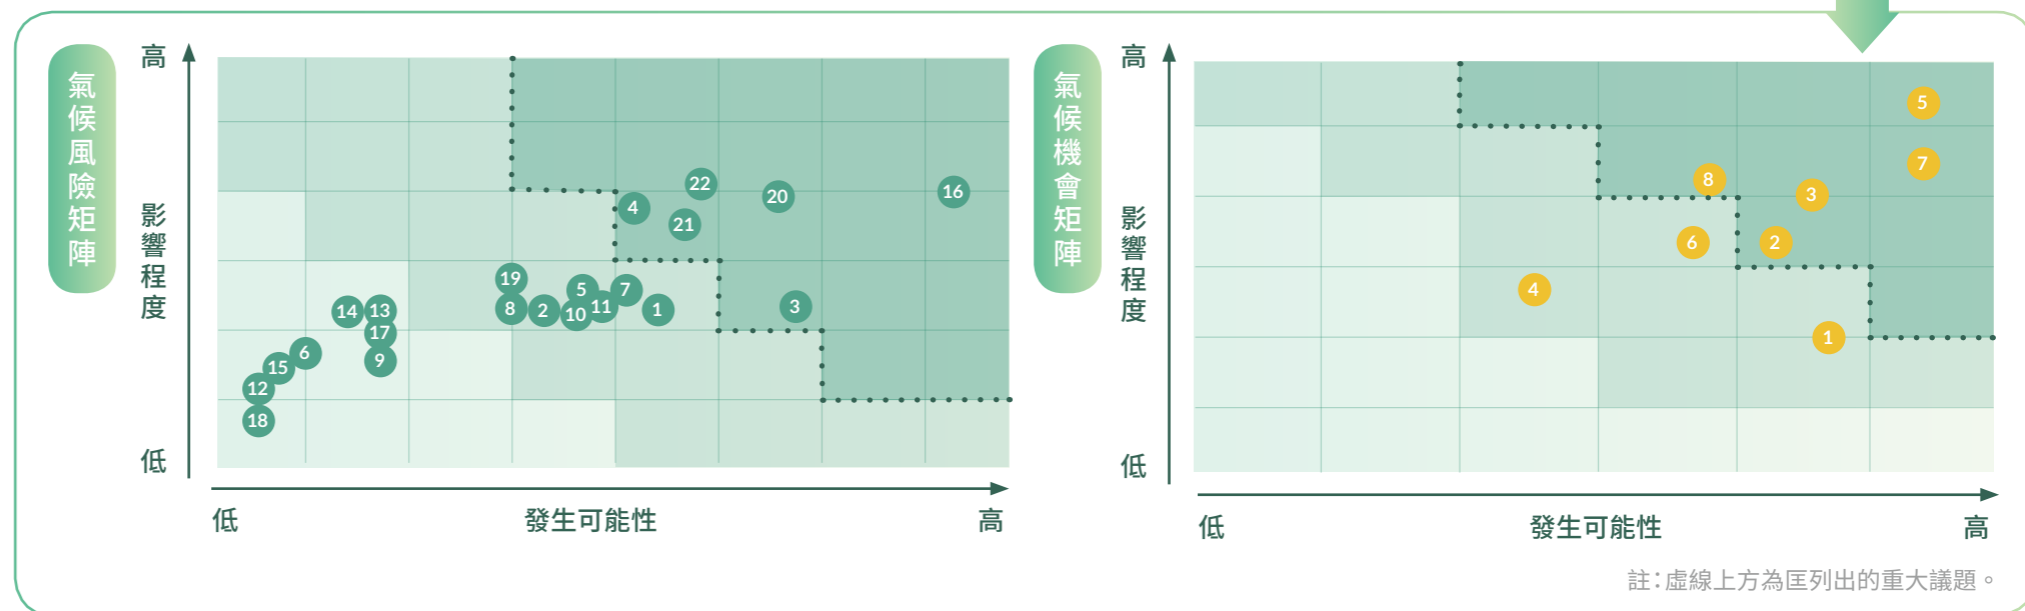 氣候風險矩陣
高
影響程度
低
22
20
16
4
21
19
5
7
8
2
10
11
1
3
14
13
17
6
9
15
12
18
低
發生可能性
高
氣候機會矩陣
高
影響程度
低
5
7
8
3
6
2
4
1
低
發生可能性
高
註：虛線上方為匡列出的重大議題。